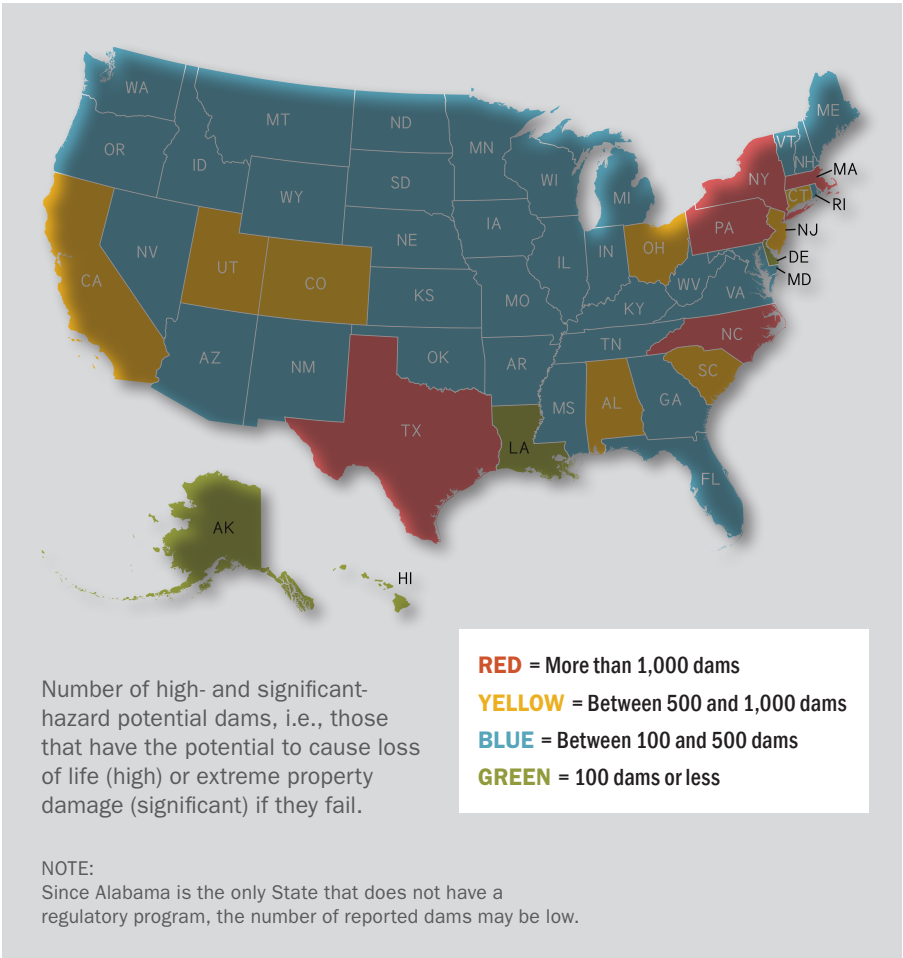 WA
MT
ND
MN
ME
VT
NH
OR
ID
SD
WI
MI
NY
MA
WY
CT
RI
IA
PA
NV
NE
NJ
UT
CO
IL
IN
OH
DE
CA
KS
MO
WV
MD
VA
KY
NC
AZ
NM
OK
AR
TN
SC
TX
MS
AL
GA
LA
FL
AK
HI
RED = More than 1,000 dams
YELLOW = Between 500 and 1,000 dams
BLUE = Between 100 and 500 dams
GREEN = 100 dams or less
Number of high- and significant-
hazard potential dams, i.e., those
that have the potential to cause loss
of life (high) or extreme property
damage (significant) if they fail.
NOTE:
Since Alabama is the only State that does not have a
regulatory program, the number of reported dams may be low.